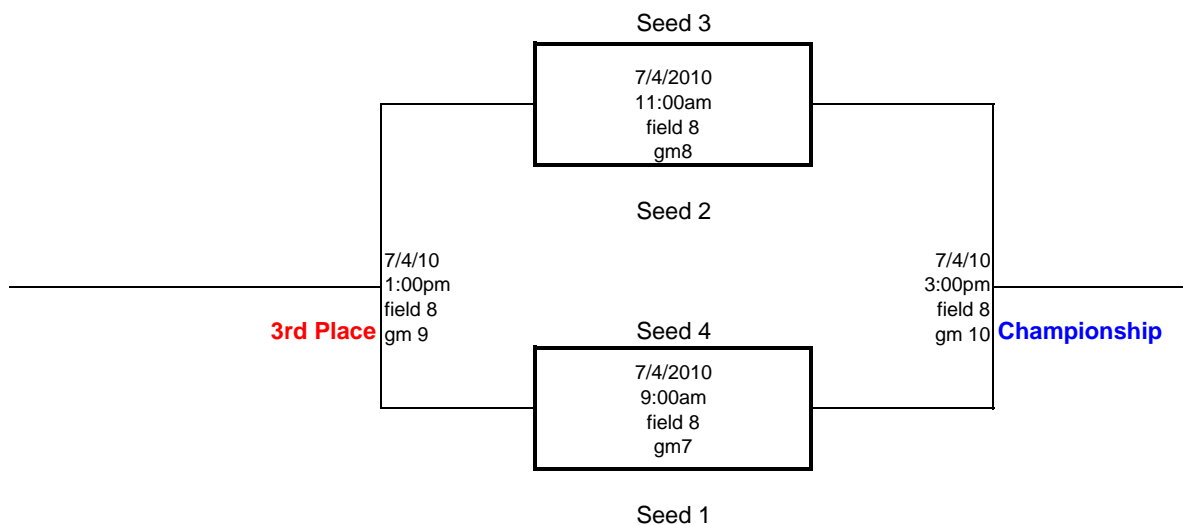 Seed 3
7/4/2010
11:00am
field 8
gm8
Seed 2
7/4/10
1:00pm
field 8
3rd Place gm 9
7/4/10
3:00pm
field 8
gm 10 Championship
Seed 4
7/4/2010
9:00am
field 8
gm7
Seed 1